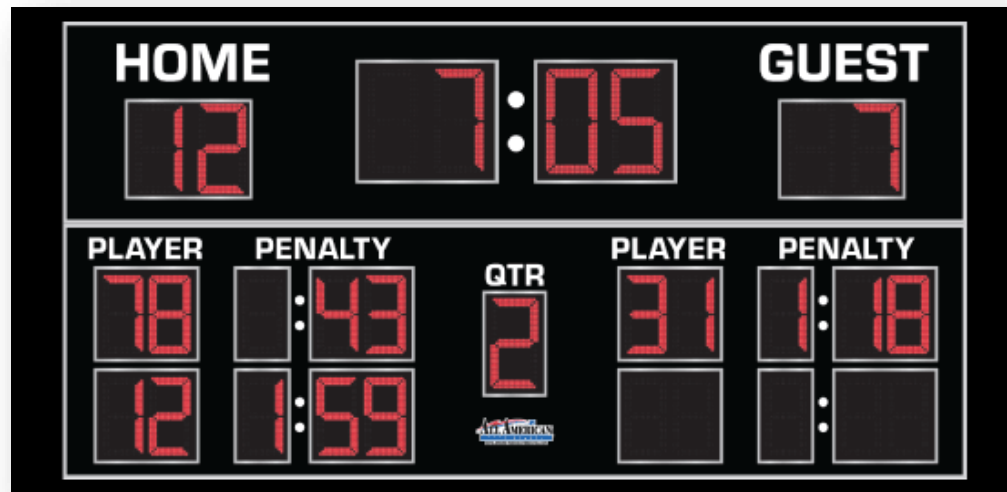 HOME 7:05 GUEST
12 7
PLAYER PENALTY PLAYER PENALTY
QTR
78 :43 31 1:18
2
12 1:59 :
ALL AMERICAN